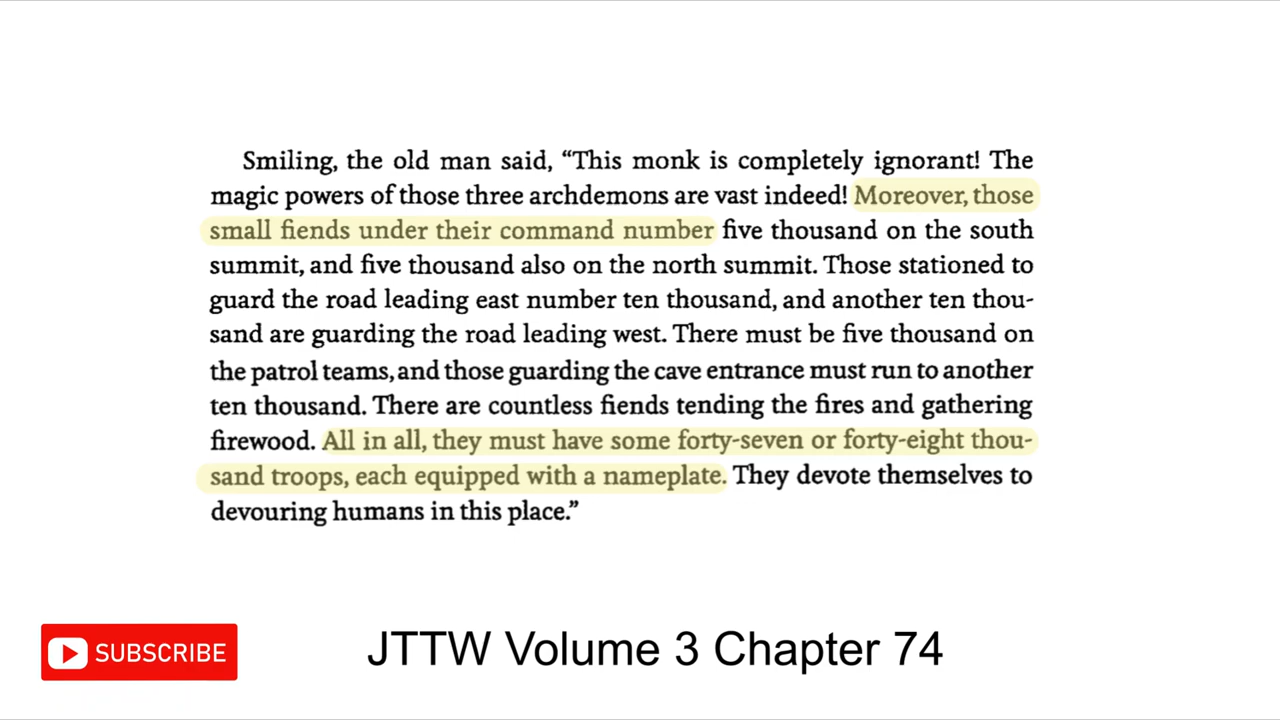 Smiling, the old man said, “This monk is completely ignorant! The
magic powers of those three archdemons are vast indeed! Moreover, those
small fiends under their command number five thousand on the south
summit, and five thousand also on the north summit. Those stationed to
guard the road leading east number ten thousand, and another ten thou-
sand are guarding the road leading west. There must be five thousand on
the patrol teams, and those guarding the cave entrance must run to another
ten thousand. There are countless fiends tending the fires and gathering
firewood. All in all, they must have some forty-seven or forty-eight thou-
sand troops, each equipped with a nameplate. They devote themselves to
devouring humans in this place.”
SUBSCRIBE
JTTW Volume 3 Chapter 74